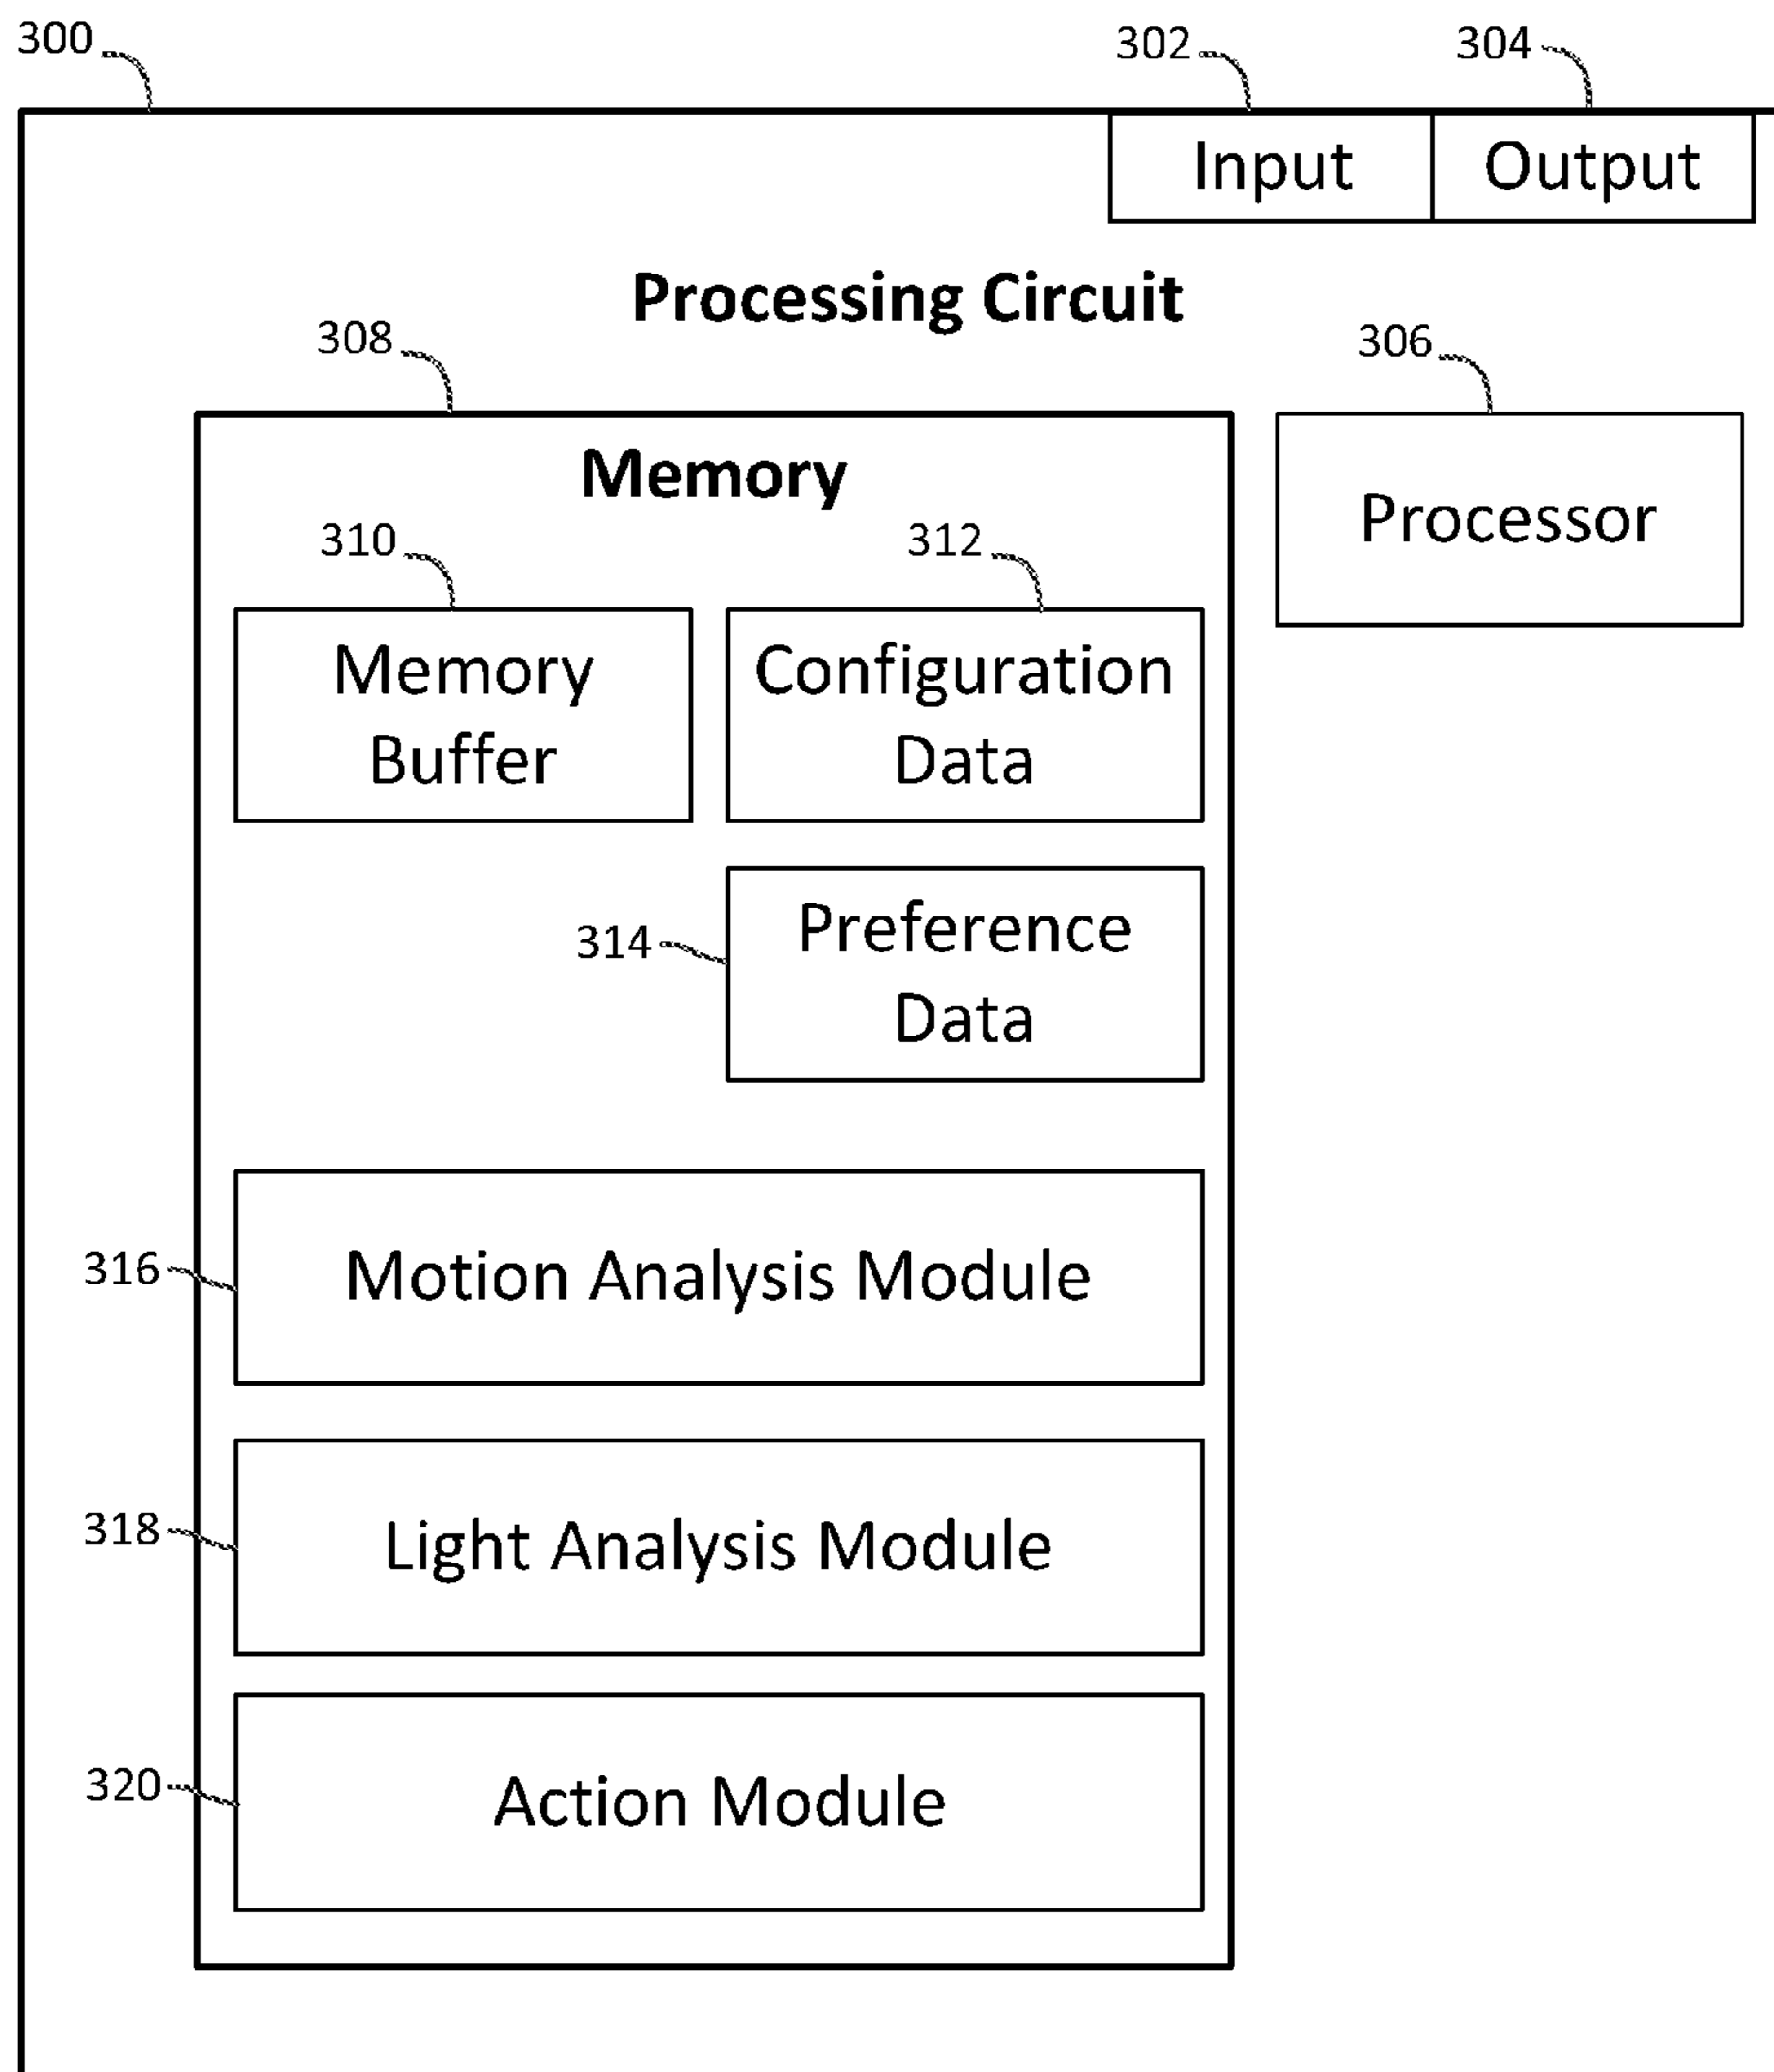 300
302
304
Input
Output
Processing Circuit
308
306
Memory
Processor
310
312
Memory
Buffer
Configuration
Data
314
Preference
Data
316
Motion Analysis Module
318
Light Analysis Module
320
Action Module